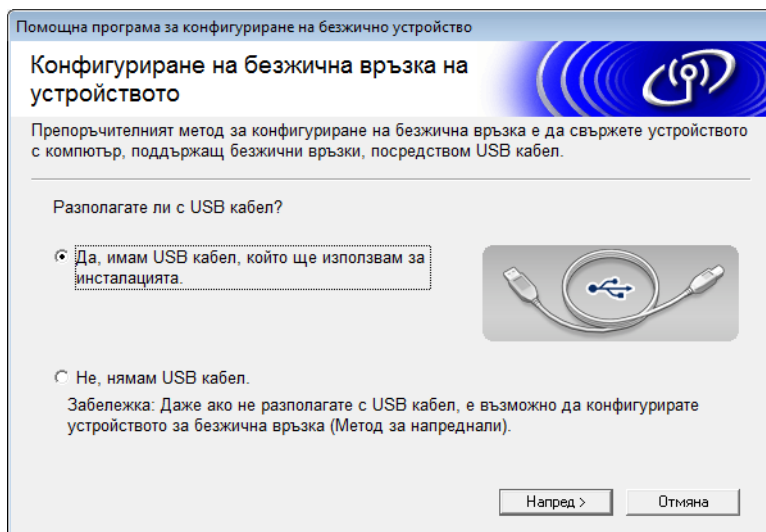 Помощна програма за конфигуриране на безжично устройство
Конфигуриране на безжична връзка на
устройството
Препоръчителният метод за конфигуриране на безжична връзка е да свържете устройството
с компютър, поддържащ безжични връзки, посредством USB кабел.
Разполагате ли с USB кабел?
Да, имам USB кабел, който ще използвам за
инсталацията.
Не, нямам USB кабел.
Забележка: Даже ако не разполагате с USB кабел, е възможно да конфигурирате
устройството за безжична връзка (Метод за напреднали).
Напред >
Отмяна